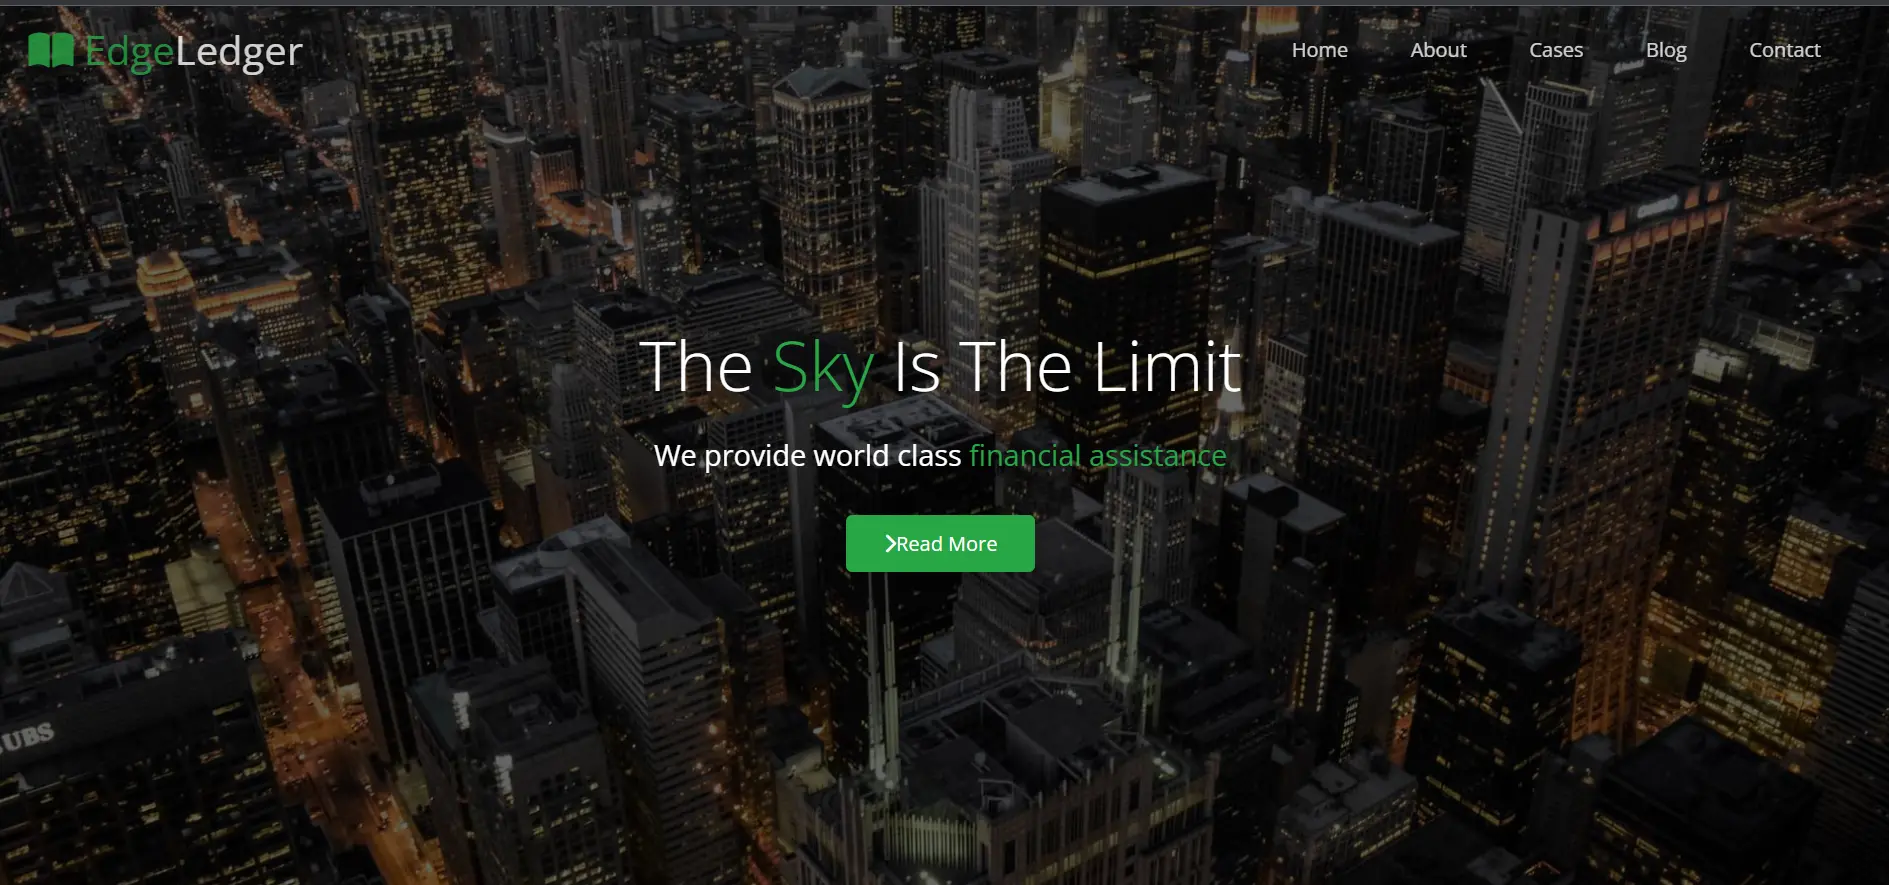 EdgeLedger
Home About Cases Blog Contact
The Sky Is The Limit
We provide world class financial assistance
Read More
UBS